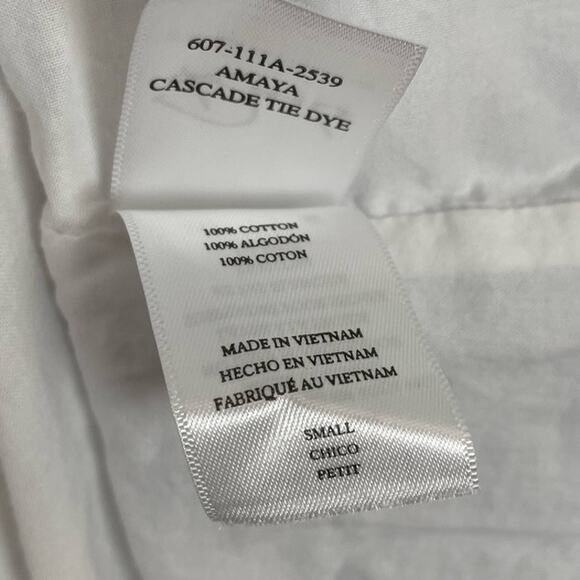 607-111A-2539
AMAYA
CASCADE TIE DYE
100% COTTON
100% ALGODÓN
100% COTON
MADE IN VIETNAM
HECHO EN VIETNAM
FABRIQUÉ AU VIETNAM
SMALL
CHICO
PETIT